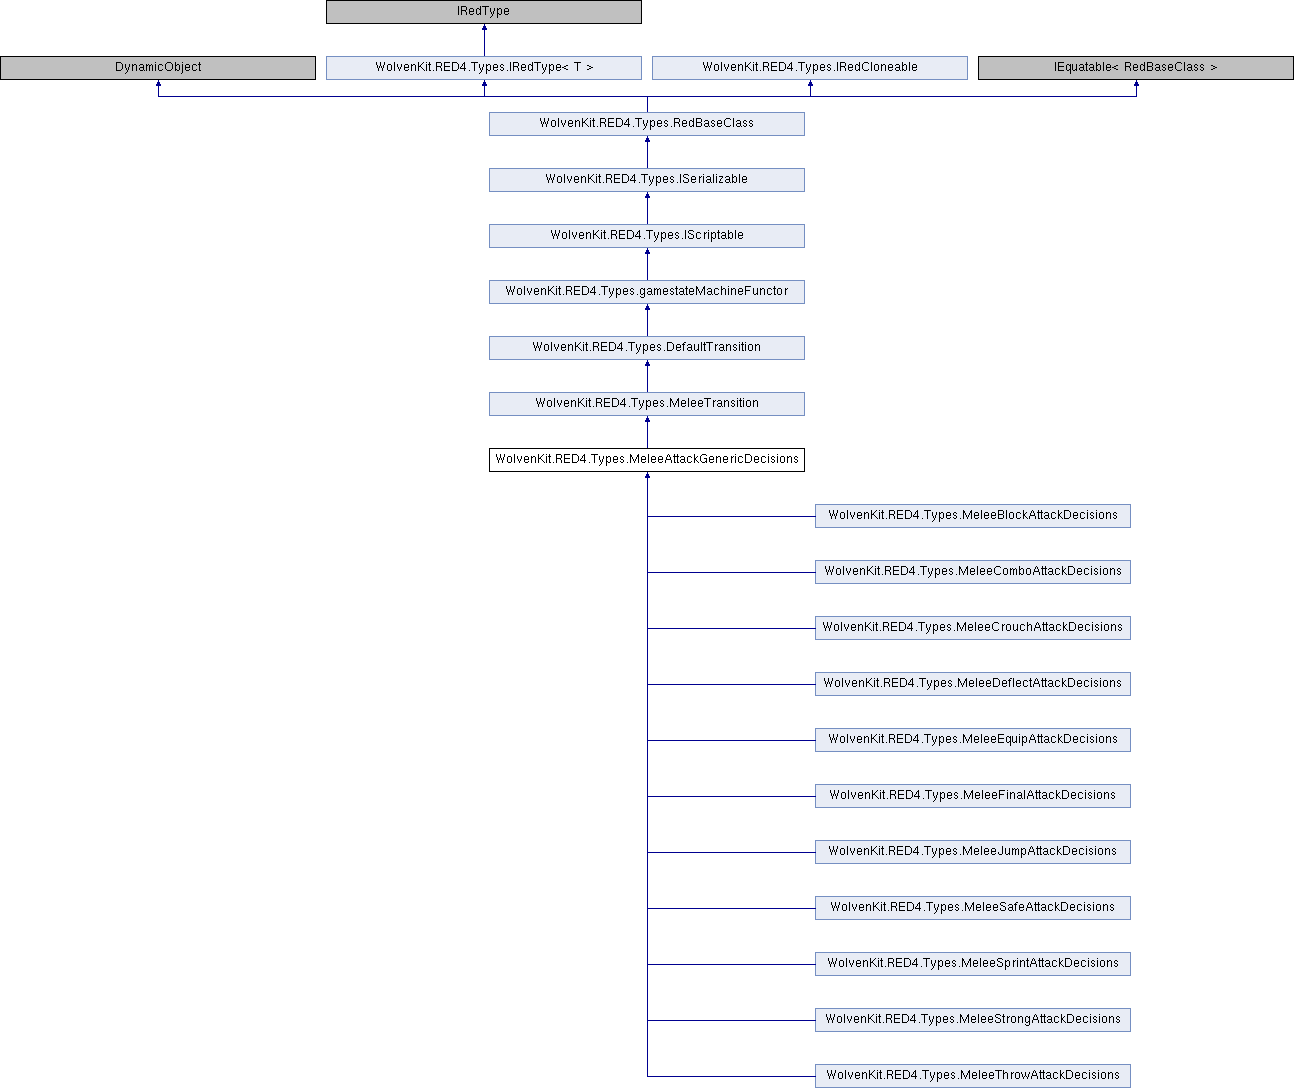 IRedType
DynamicObject
WolvenKit.RED4.Types.IRedType< T >
WolvenKit.RED4.Types.IRedCloneable
IEquatable< RedBaseClass >
WolvenKit.RED4.Types.RedBaseClass
WolvenKit.RED4.Types.ISerializable
WolvenKit.RED4.Types.IScriptable
WolvenKit.RED4.Types.gamestateMachineFunctor
WolvenKit.RED4.Types.DefaultTransition
WolvenKit.RED4.Types.MeleeTransition
WolvenKit.RED4.Types.MeleeAttackGenericDecisions
WolvenKit.RED4.Types.MeleeBlockAttackDecisions
WolvenKit.RED4.Types.MeleeComboAttackDecisions
WolvenKit.RED4.Types.MeleeCrouchAttackDecisions
WolvenKit.RED4.Types.MeleeDeflectAttackDecisions
WolvenKit.RED4.Types.MeleeEquipAttackDecisions
WolvenKit.RED4.Types.MeleeFinalAttackDecisions
WolvenKit.RED4.Types.MeleeJumpAttackDecisions
WolvenKit.RED4.Types.MeleeSafeAttackDecisions
WolvenKit.RED4.Types.MeleeSprintAttackDecisions
WolvenKit.RED4.Types.MeleeStrongAttackDecisions
WolvenKit.RED4.Types.MeleeThrowAttackDecisions